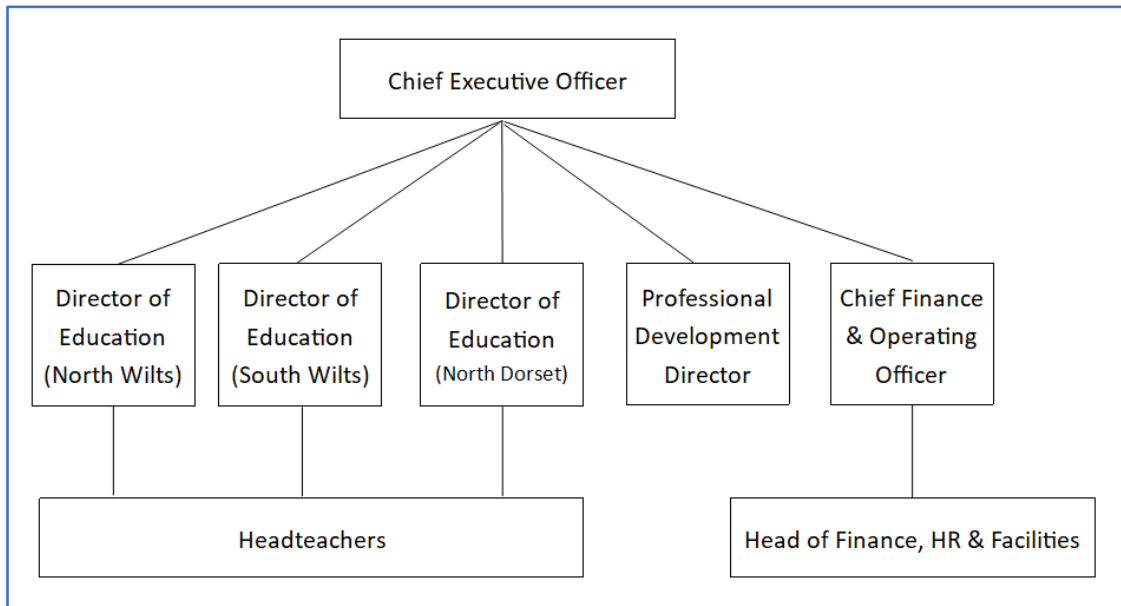 Chief Executive Officer
Director of
Education
(North Wilts)
Director of
Education
(South Wilts)
Director of
Education
(North Dorset)
Professional
Development
Director
Chief Finance
& Operating
Officer
Headteachers
Head of Finance, HR & Facilities